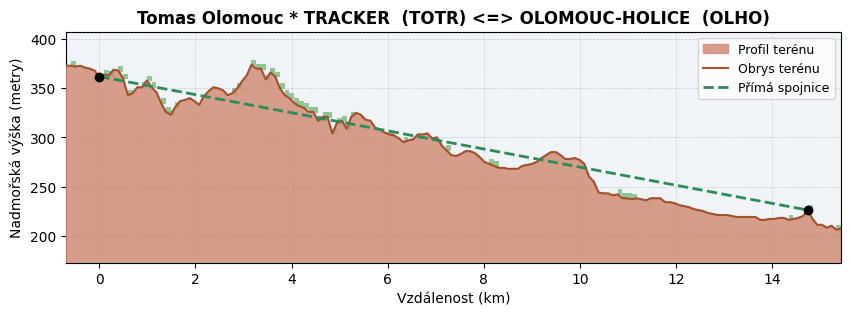 Tomas Olomouc * TRACKER  (TOTR) <=> OLOMOUC-HOLICE  (OLHO)
Nadmořská výška (metry)
400
350
300
250
200
Profil terénu
Obrys terénu
Přímá spojnice
0 2 4 6 8 10 12 14
Vzdálenost (km)